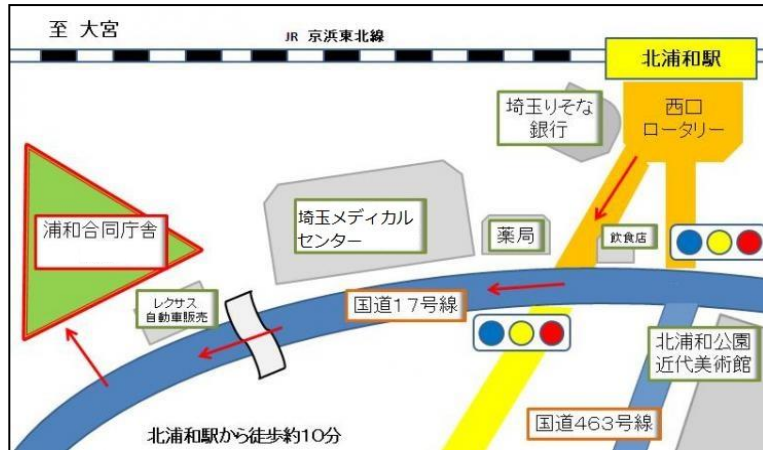 至 大宮
JR 京浜東北線
北浦和駅
埼玉りそな
銀行
西口
ロータリー
浦和合同庁舎
埼玉メディカル
センター
薬局
飲食店
レクサス
自動車販売
国道17号線
北浦和公園
近代美術館
国道463号線
北浦和駅から徒歩約10分